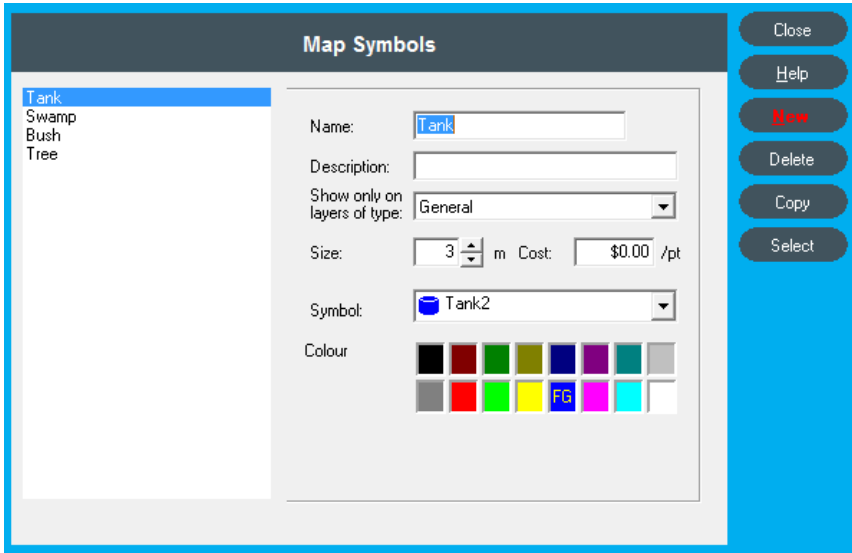 Map Symbols
Close
Help
New
Delete
Copy
Select
Tank
Swamp
Bush
Tree
Name: Tank
Description:
Show only on
layers of type: General
Size: 3 m Cost: $0.00 /pt
Symbol: Tank2
Colour
FG